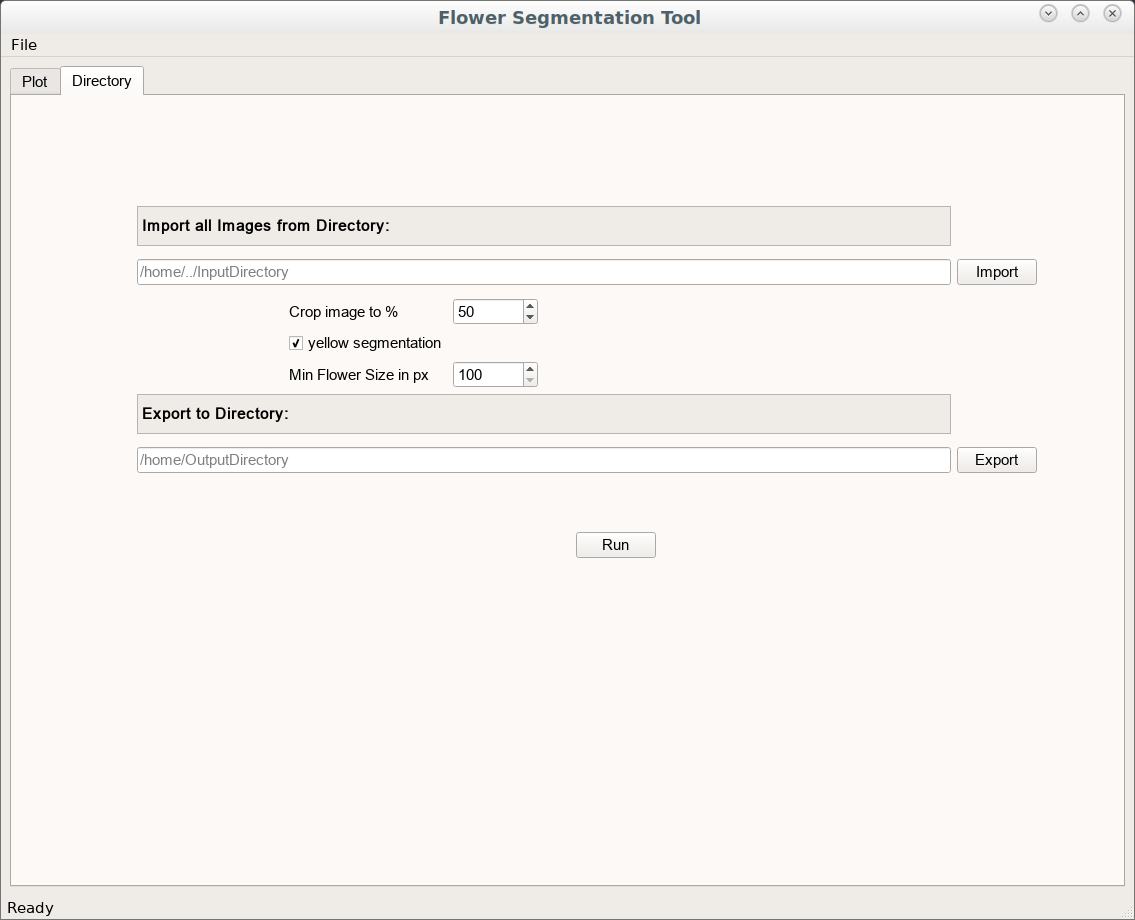 Flower Segmentation Tool
File
Plot Directory
Import all Images from Directory:
/home/../InputDirectory Import
Crop image to % 50
yellow segmentation
Min Flower Size in px 100
Export to Directory:
/home/OutputDirectory Export
Run
Ready